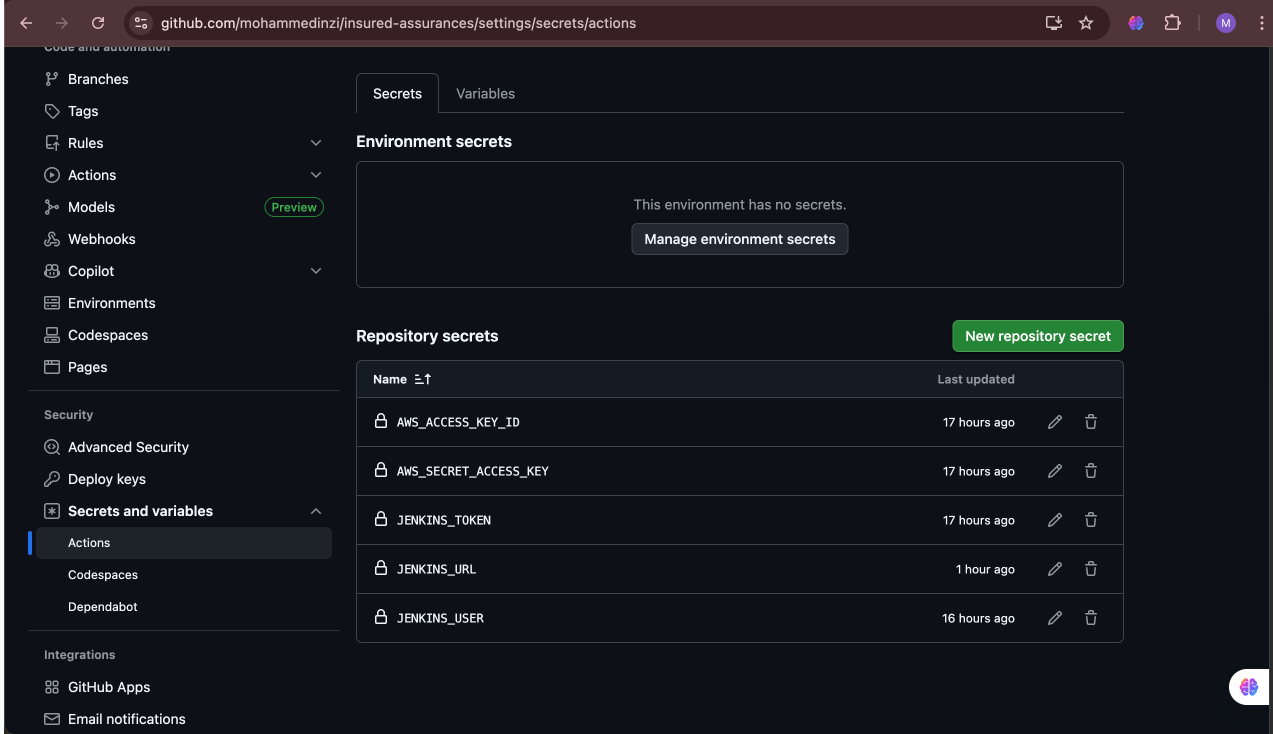 github.com/mohammedinzi/insured-assurances/settings/secrets/actions
M
Code and automation
Branches
Tags
Rules
Actions
Models
Preview
Webhooks
Copilot
Environments
Codespaces
Pages
Security
Advanced Security
Deploy keys
Secrets and variables
Actions
Codespaces
Dependabot
Integrations
GitHub Apps
Email notifications
Secrets
Variables
Environment secrets
This environment has no secrets.
Manage environment secrets
Repository secrets
New repository secret
Name
Last updated
AWS_ACCESS_KEY_ID
17 hours ago
AWS_SECRET_ACCESS_KEY
17 hours ago
JENKINS_TOKEN
17 hours ago
JENKINS_URL
1 hour ago
JENKINS_USER
16 hours ago